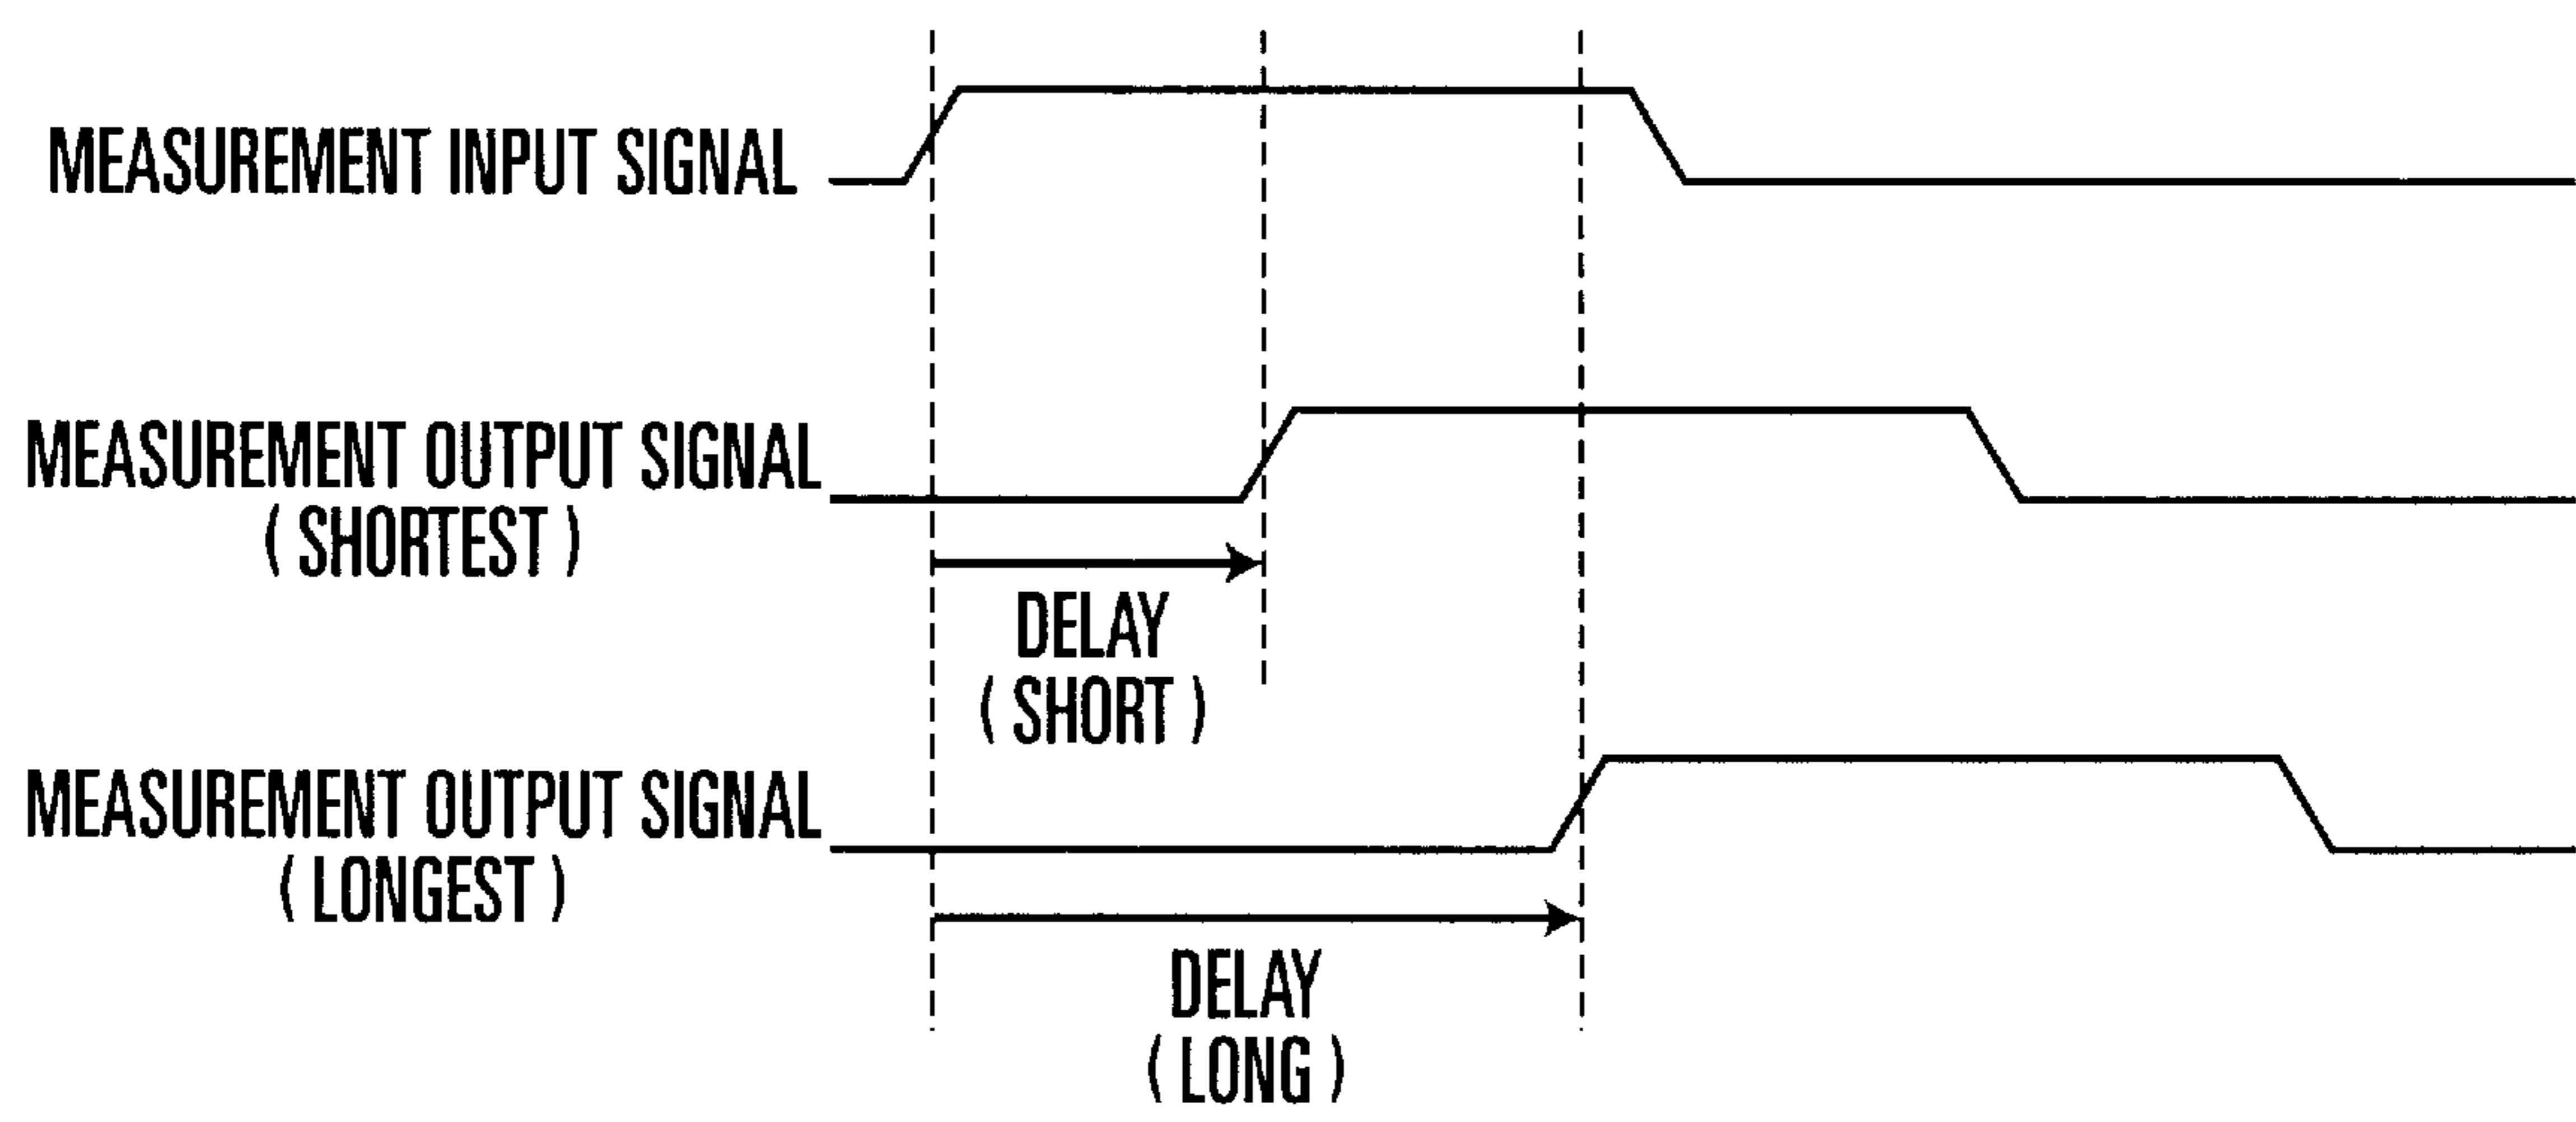 MEASUREMENT INPUT SIGNAL
MEASUREMENT OUTPUT SIGNAL
( SHORTEST )
DELAY
( SHORT )
MEASUREMENT OUTPUT SIGNAL
( LONGEST )
DELAY
( LONG )